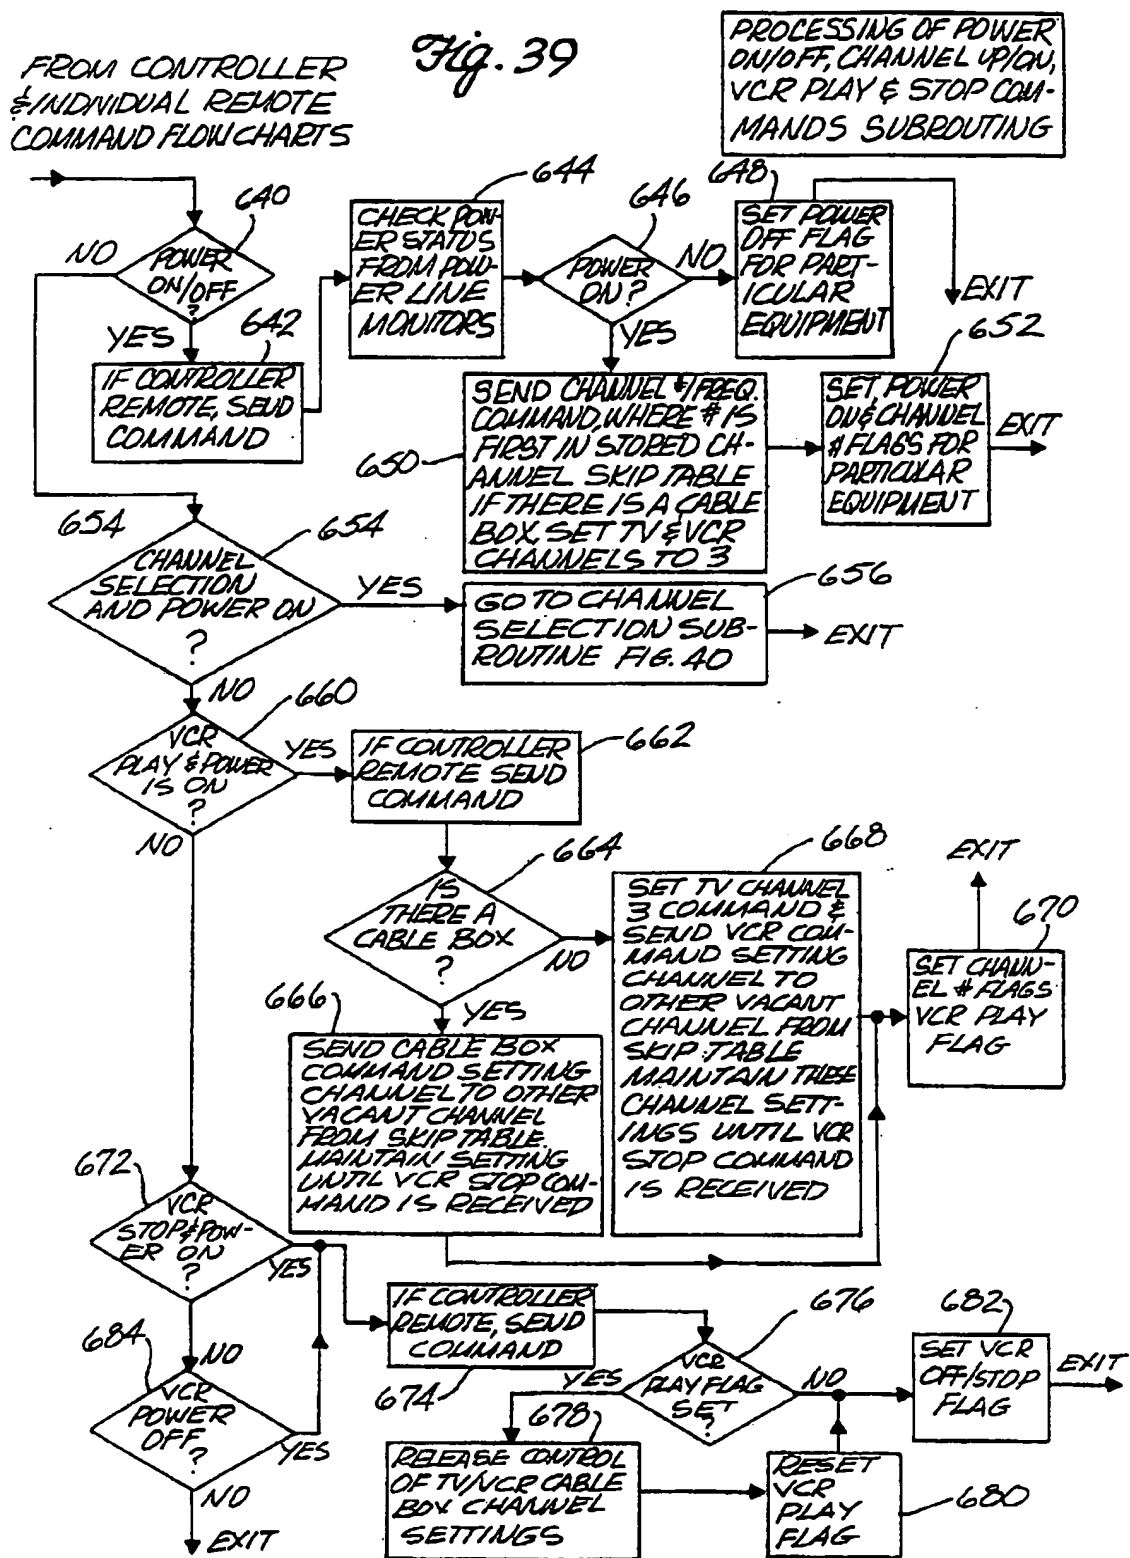 Fig. 39
PROCESSING OF POWER
ON/OFF, CHANNEL UP/DN,
VCR PLAY & STOP COM-
MANDS SUBROUTING
FROM CONTROLLER
& INDIVIDUAL REMOTE
COMMAND FLOW CHARTS
640
NO
POWER
ON/OFF
?
YES
642
IF CONTROLLER
REMOTE, SEND
COMMAND
644
CHECK POW-
ER STATUS
FROM POW-
ER LINE
MONITORS
646
POWER
ON?
NO
YES
648
SET POWER
OFF FLAG
FOR PART-
ICULAR
EQUIPMENT
EXIT
650
SEND CHANNEL #/FREQ.
COMMAND, WHERE # IS
FIRST IN STORED CH-
ANNEL SKIP TABLE
IF THERE IS A CABLE
BOX, SET TV & VCR
CHANNELS TO 3
652
SET, POWER
ON & CHANNEL
# FLAGS FOR
PARTICULAR
EQUIPMENT
EXIT
654
654
CHANNEL
SELECTION
AND POWER ON
?
YES
NO
656
GO TO CHANNEL
SELECTION SUB-
ROUTINE FIG. 40
EXIT
660
VCR
PLAY & POWER
IS ON
?
YES
NO
662
IF CONTROLLER
REMOTE SEND
COMMAND
664
IS
THERE A
CABLE BOX
?
NO
YES
666
SEND CABLE BOX
COMMAND SETTING
CHANNEL TO OTHER
VACANT CHANNEL
FROM SKIP TABLE.
MAINTAIN SETTING
UNTIL VCR STOP COM-
MAND IS RECEIVED
668
SET TV CHANNEL
3 COMMAND &
SEND VCR COM-
MAND SETTING
CHANNEL TO
OTHER VACANT
CHANNEL FROM
SKIP TABLE
MAINTAIN THESE
CHANNEL SETT-
INGS UNTIL VCR
STOP COMMAND
IS RECEIVED
EXIT
670
SET CHANN-
EL # FLAGS
VCR PLAY
FLAG
672
VCR
STOP & POW-
ER ON
?
YES
NO
674
IF CONTROLLER
REMOTE, SEND
COMMAND
676
VCR
PLAY FLAG
SET
?
YES
NO
678
RELEASE CONTROL
OF TV/VCR CABLE
BOX CHANNEL
SETTINGS
680
RESET
VCR
PLAY
FLAG
682
SET VCR
OFF/STOP
FLAG
EXIT
684
VCR
POWER
OFF
?
YES
NO
EXIT